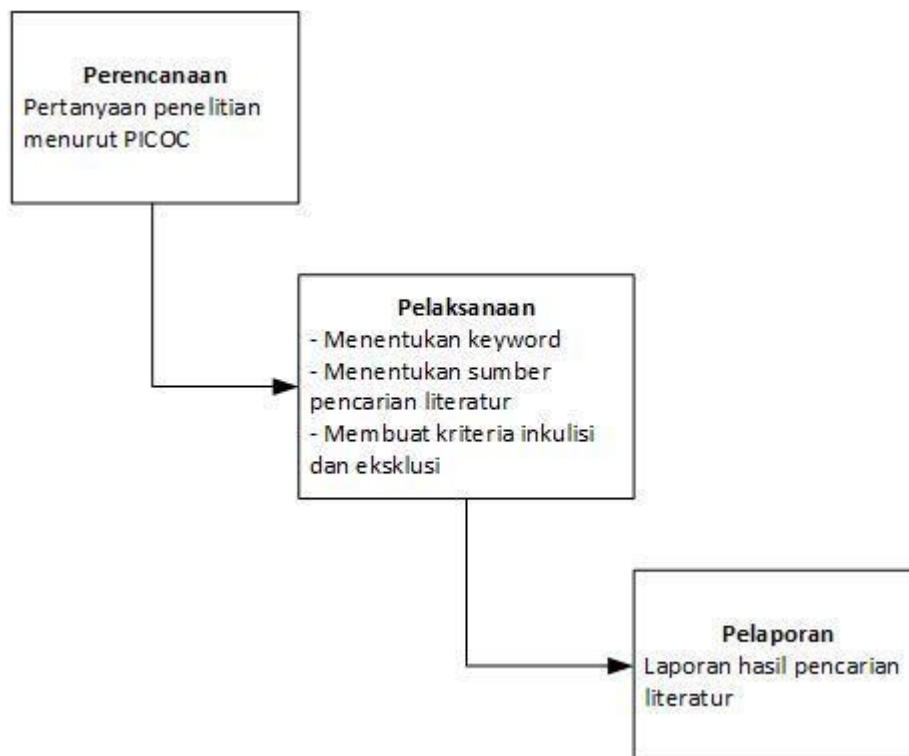 Perencanaan
Pertanyaan penelitian
menurut PICOC
Pelaksanaan
- Menentukan keyword
- Menentukan sumber
pencarian literatur
- Membuat kriteria inkulisi
dan eksklusi
Pelaporan
Laporan hasil pencarian
literatur